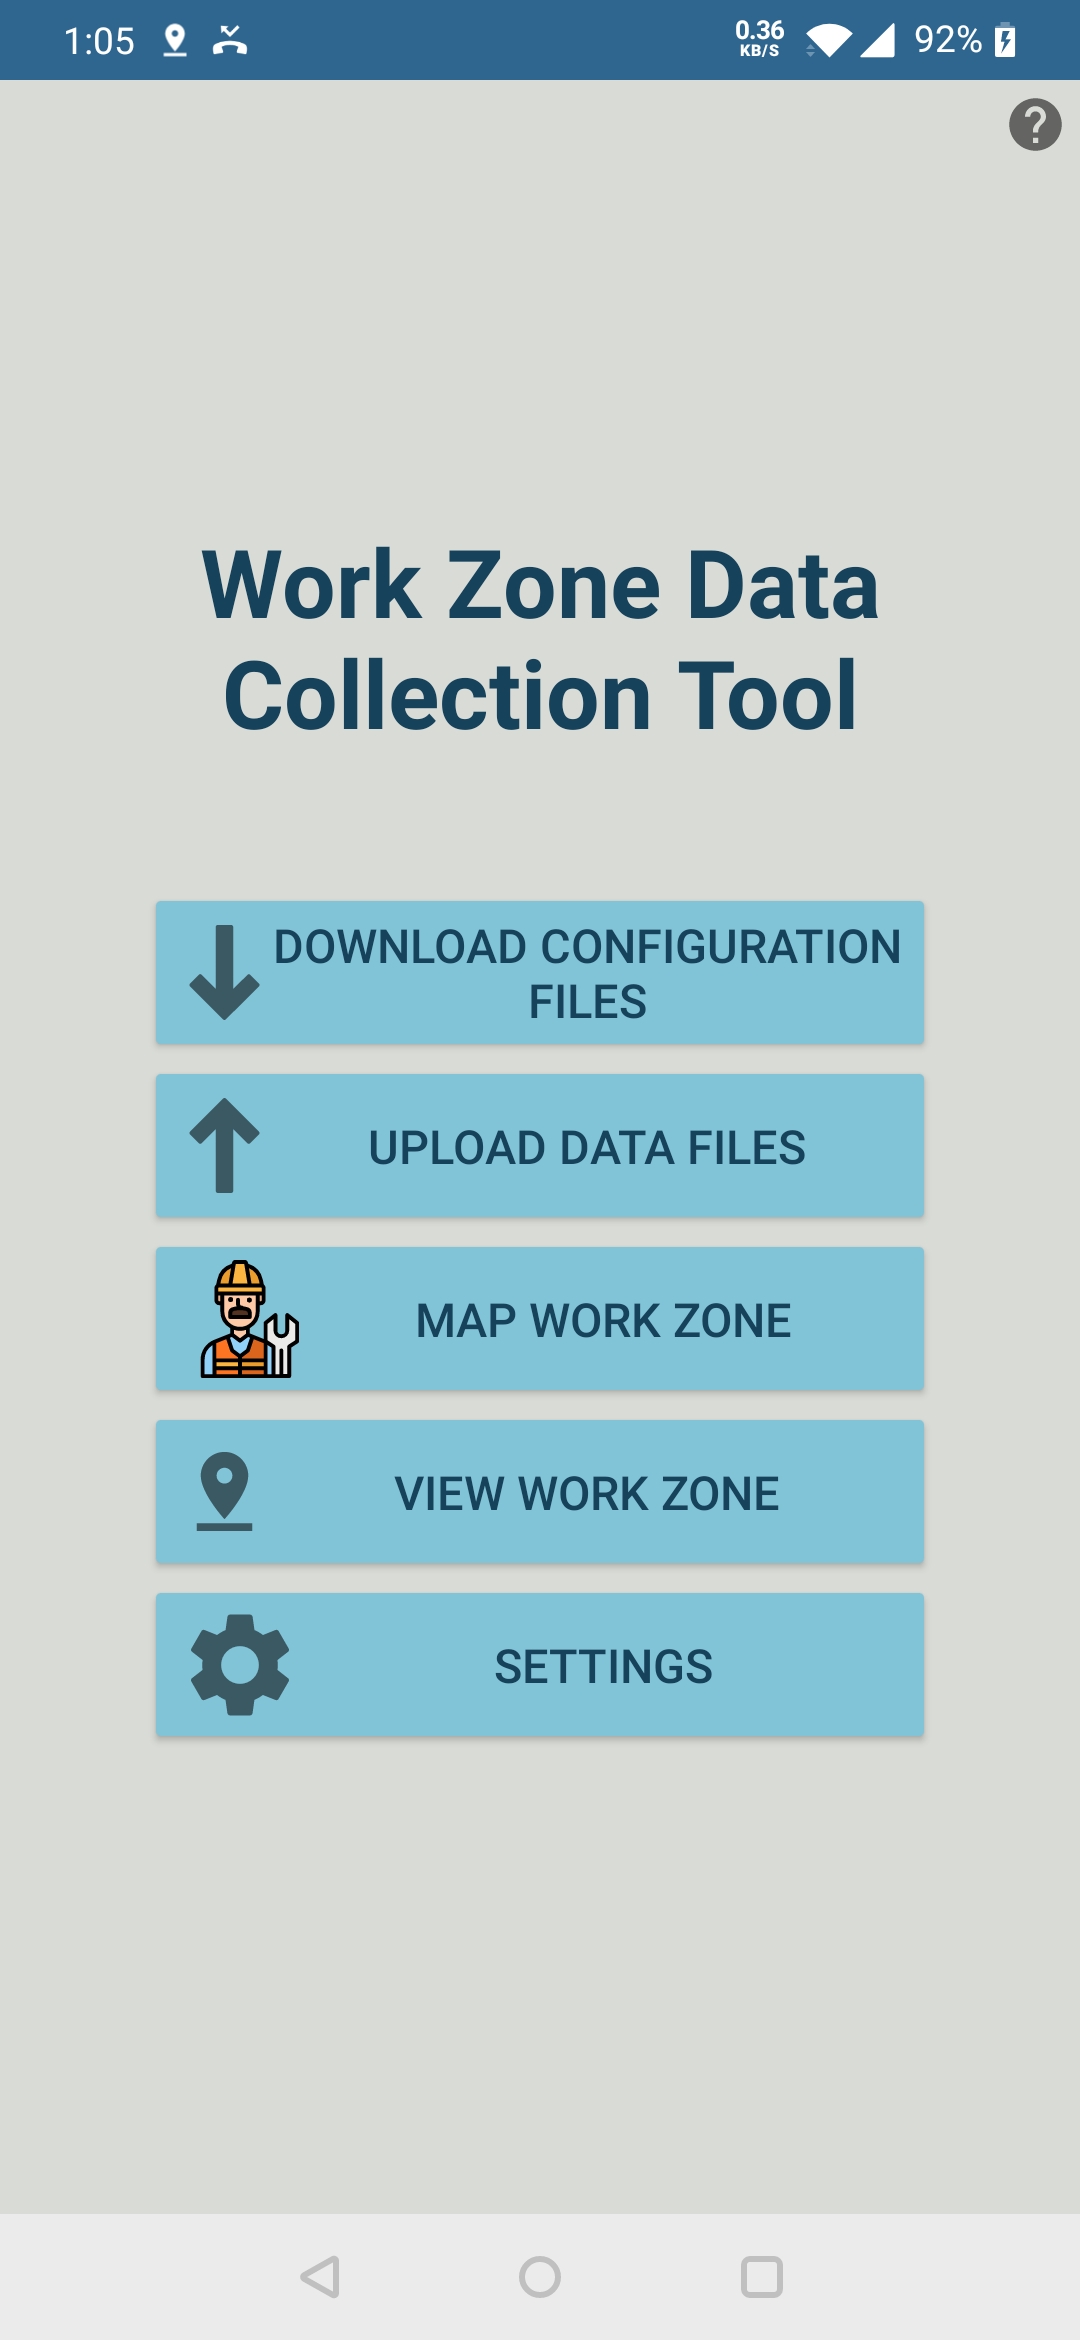 1:05
0.36
KB/S
92%
Work Zone Data
Collection Tool
DOWNLOAD CONFIGURATION
FILES
UPLOAD DATA FILES
MAP WORK ZONE
VIEW WORK ZONE
SETTINGS